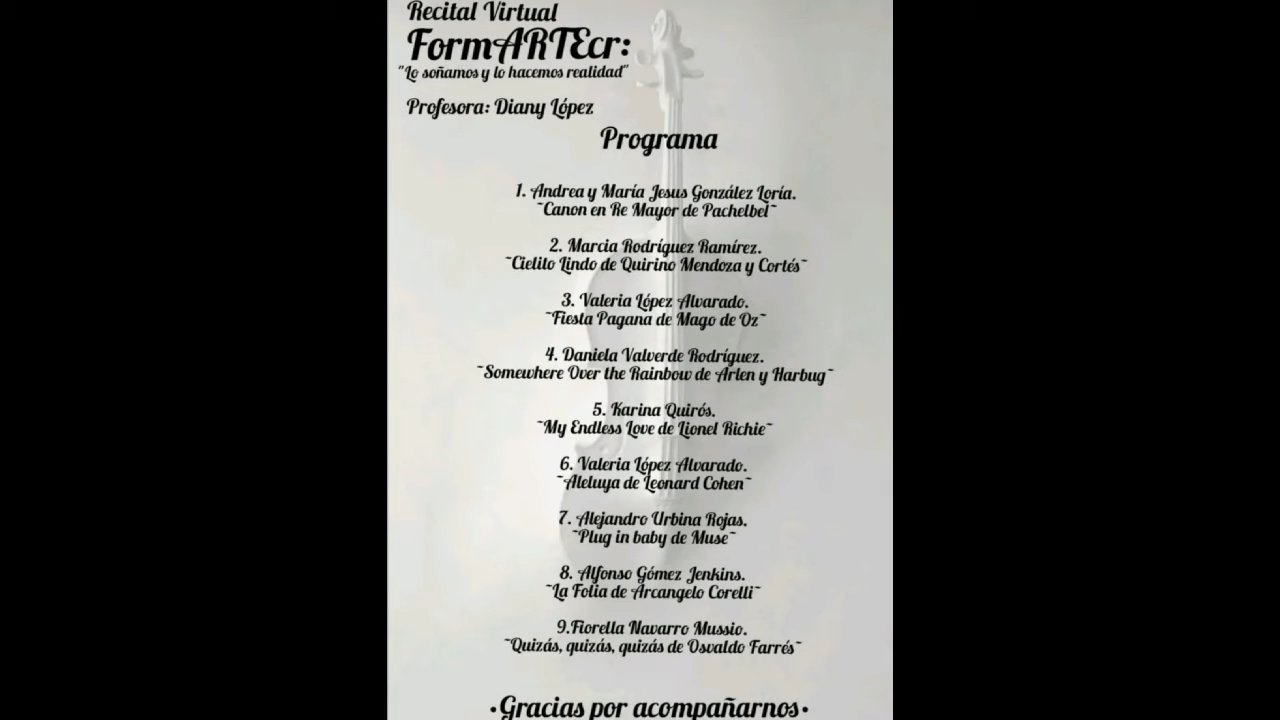 Recital Virtual
FormARTEcr:
"Lo soñamos y lo hacemos realidad"
Profesora: Diany López
Programa
1. Andrea y María Jesus González Loría.
~Canon en Re Mayor de Pachelbel~
2. Marcia Rodríguez Ramírez.
~Cielito Lindo de Quirino Mendoza y Cortés~
3. Valeria López Alvarado.
~Fiesta Pagana de Mago de Oz~
4. Daniela Valverde Rodríguez.
~Somewhere Over the Rainbow de Arlen y Harbug~
5. Karina Quirós.
~My Endless Love de Lionel Richie~
6. Valeria López Alvarado.
~Aleluya de Leonard Cohen~
7. Alejandro Urbina Rojas.
~Plug in baby de Muse~
8. Alfonso Gómez Jenkins.
~La Folia de Arcangelo Corelli~
9.Fiorella Navarro Mussio.
~Quizás, quizás, quizás de Osvaldo Farrés~
•Gracias por acompañarnos•